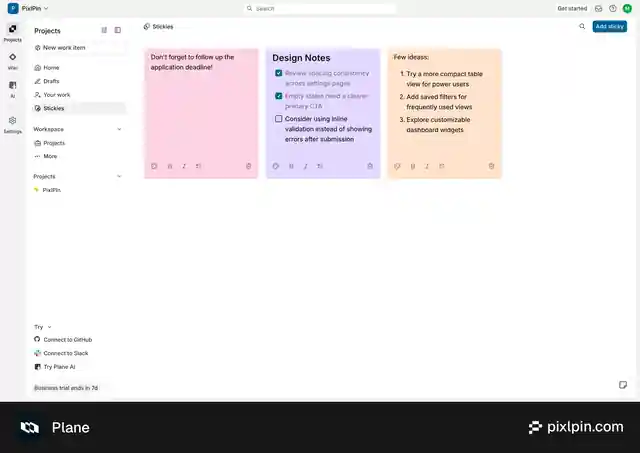 P PixlPin
Search
Get started
M
Projects
Wiki
AI
Settings
Projects
New work item
Home
Drafts
Your work
Stickies
Workspace
Projects
More
Projects
PixlPin
Try
Connect to GitHub
Connect to Slack
Try Plane AI
Business trial ends in 7d
Stickies
Add sticky
Don't forget to follow up the
application deadline!
B I
Design Notes
Review spacing consistency
across settings pages
Empty states need a clearer
primary CTA
Consider using inline
validation instead of showing
errors after submission
B I
Few ideass:
1. Try a more compact table
view for power users
2. Add saved filters for
frequently used views
3. Explore customizable
dashboard widgets
B I
Plane
pixlpin.com